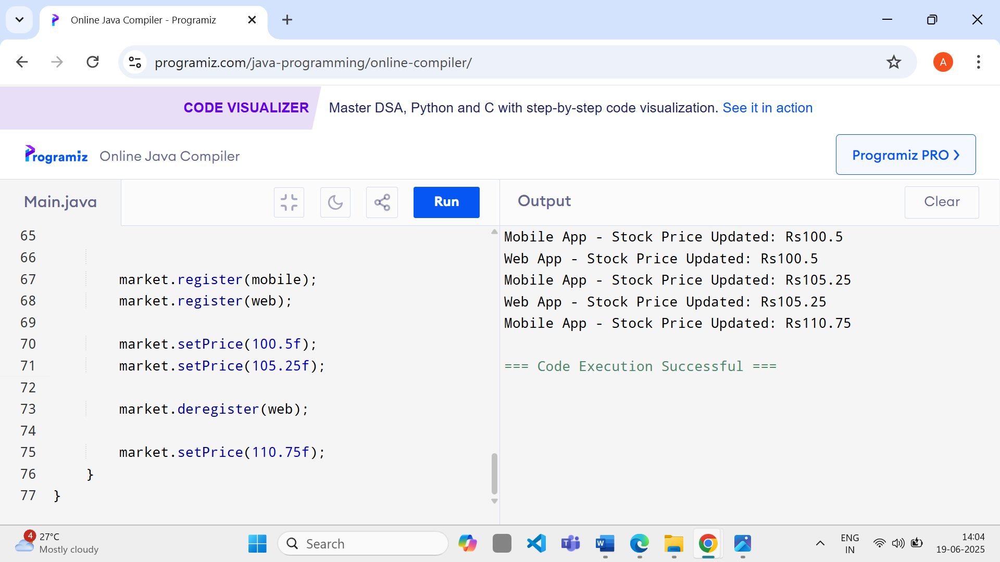 Online Java Compiler - Programiz
programiz.com/java-programming/online-compiler/
A
CODE VISUALIZER
Master DSA, Python and C with step-by-step code visualization. See it in action
Programiz
Online Java Compiler
Programiz PRO ❯
Main.java
Run
Output
Clear
65
66
67 market.register(mobile);
68 market.register(web);
69
70 market.setPrice(100.5f);
71 market.setPrice(105.25f);
72
73 market.deregister(web);
74
75 market.setPrice(110.75f);
76 }
77 }
Mobile App - Stock Price Updated: Rs100.5
Web App - Stock Price Updated: Rs100.5
Mobile App - Stock Price Updated: Rs105.25
Web App - Stock Price Updated: Rs105.25
Mobile App - Stock Price Updated: Rs110.75
=== Code Execution Successful ===
4
27°C
Mostly cloudy
Search
T
W
ENG
IN
14:04
19-06-2025